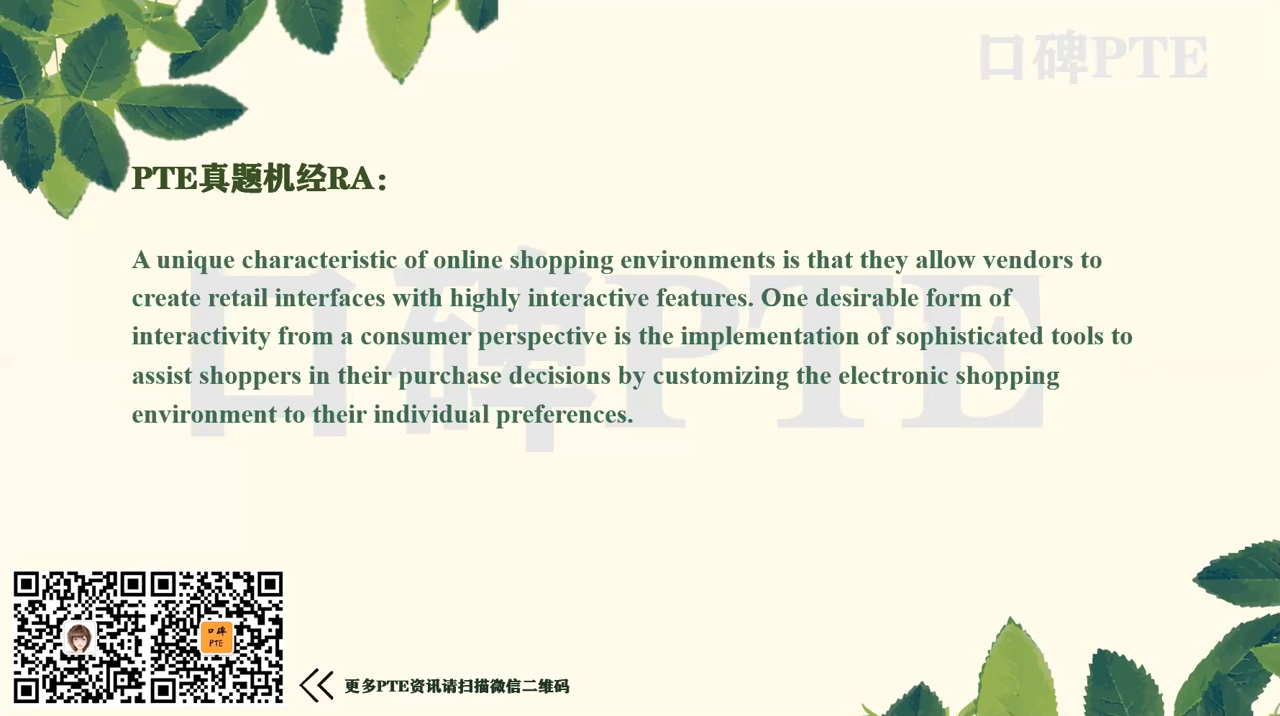 口碑PTE
PTE真题机经RA：
A unique characteristic of online shopping environments is that they allow vendors to
create retail interfaces with highly interactive features. One desirable form of
interactivity from a consumer perspective is the implementation of sophisticated tools to
assist shoppers in their purchase decisions by customizing the electronic shopping
environment to their individual preferences.
口碑PTE
口碑
PTE
更多PTE资讯请扫描微信二维码